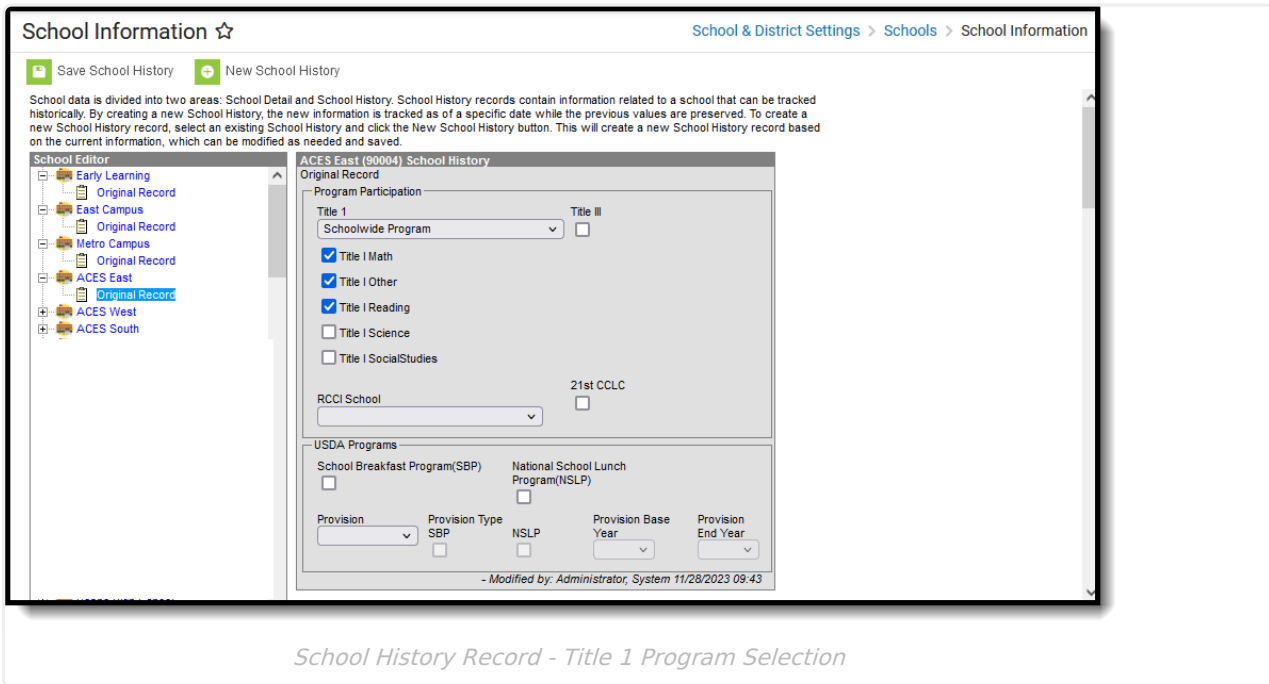 School Information
School & District Settings > Schools > School Information
Save School History
New School History
School data is divided into two areas: School Detail and School History. School History records contain information related to a school that can be tracked
historically. By creating a new School History, the new information is tracked as of a specific date while the previous values are preserved. To create a
new School History record, select an existing School History and click the New School History button. This will create a new School History record based
on the current information, which can be modified as needed and saved.
School Editor
Early Learning
Original Record
East Campus
Original Record
Metro Campus
Original Record
ACES East
Original Record
ACES West
ACES South
ACES East (90004) School History
Original Record
Program Participation
Title 1
Title III
Schoolwide Program
Title I Math
Title I Other
Title I Reading
Title I Science
Title I SocialStudies
21st CCLC
RCCI School
USDA Programs
School Breakfast Program(SBP)
National School Lunch
Program(NSLP)
Provision
Provision Type
SBP
NSLP
Provision Base
Year
Provision
End Year
- Modified by: Administrator, System 11/28/2023 09:43
School History Record - Title 1 Program Selection